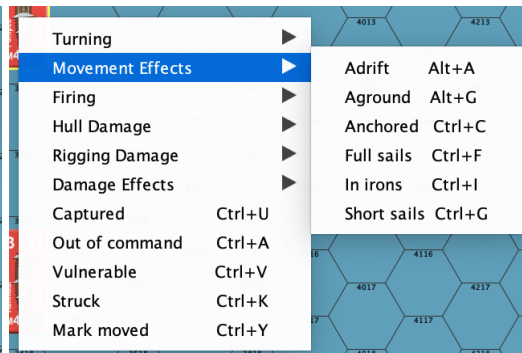 Turning
Movement Effects
Firing
Hull Damage
Rigging Damage
Damage Effects
Captured Ctrl+U
Out of command Ctrl+A
Vulnerable Ctrl+V
Struck Ctrl+K
Mark moved Ctrl+Y
Adrift Alt+A
Aground Alt+G
Anchored Ctrl+C
Full sails Ctrl+F
In irons Ctrl+I
Short sails Ctrl+G
4013
4213
4116
4017
4217
4117